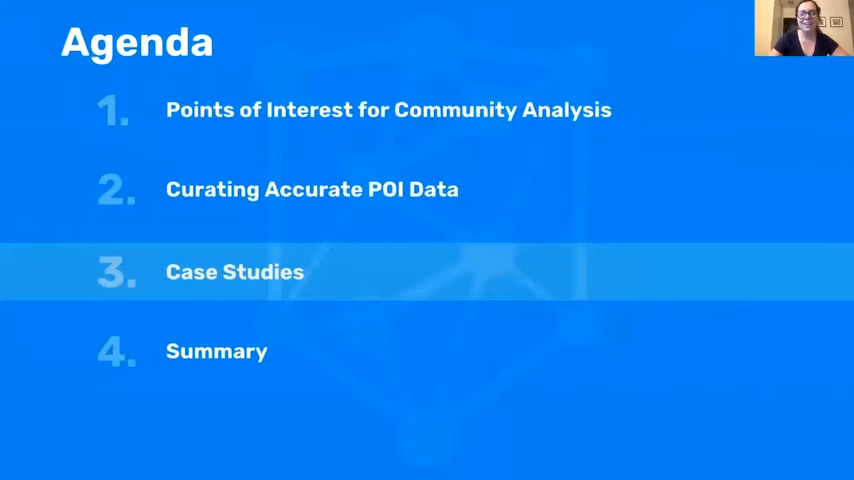 Agenda
1. Points of Interest for Community Analysis
2. Curating Accurate POI Data
3. Case Studies
4. Summary